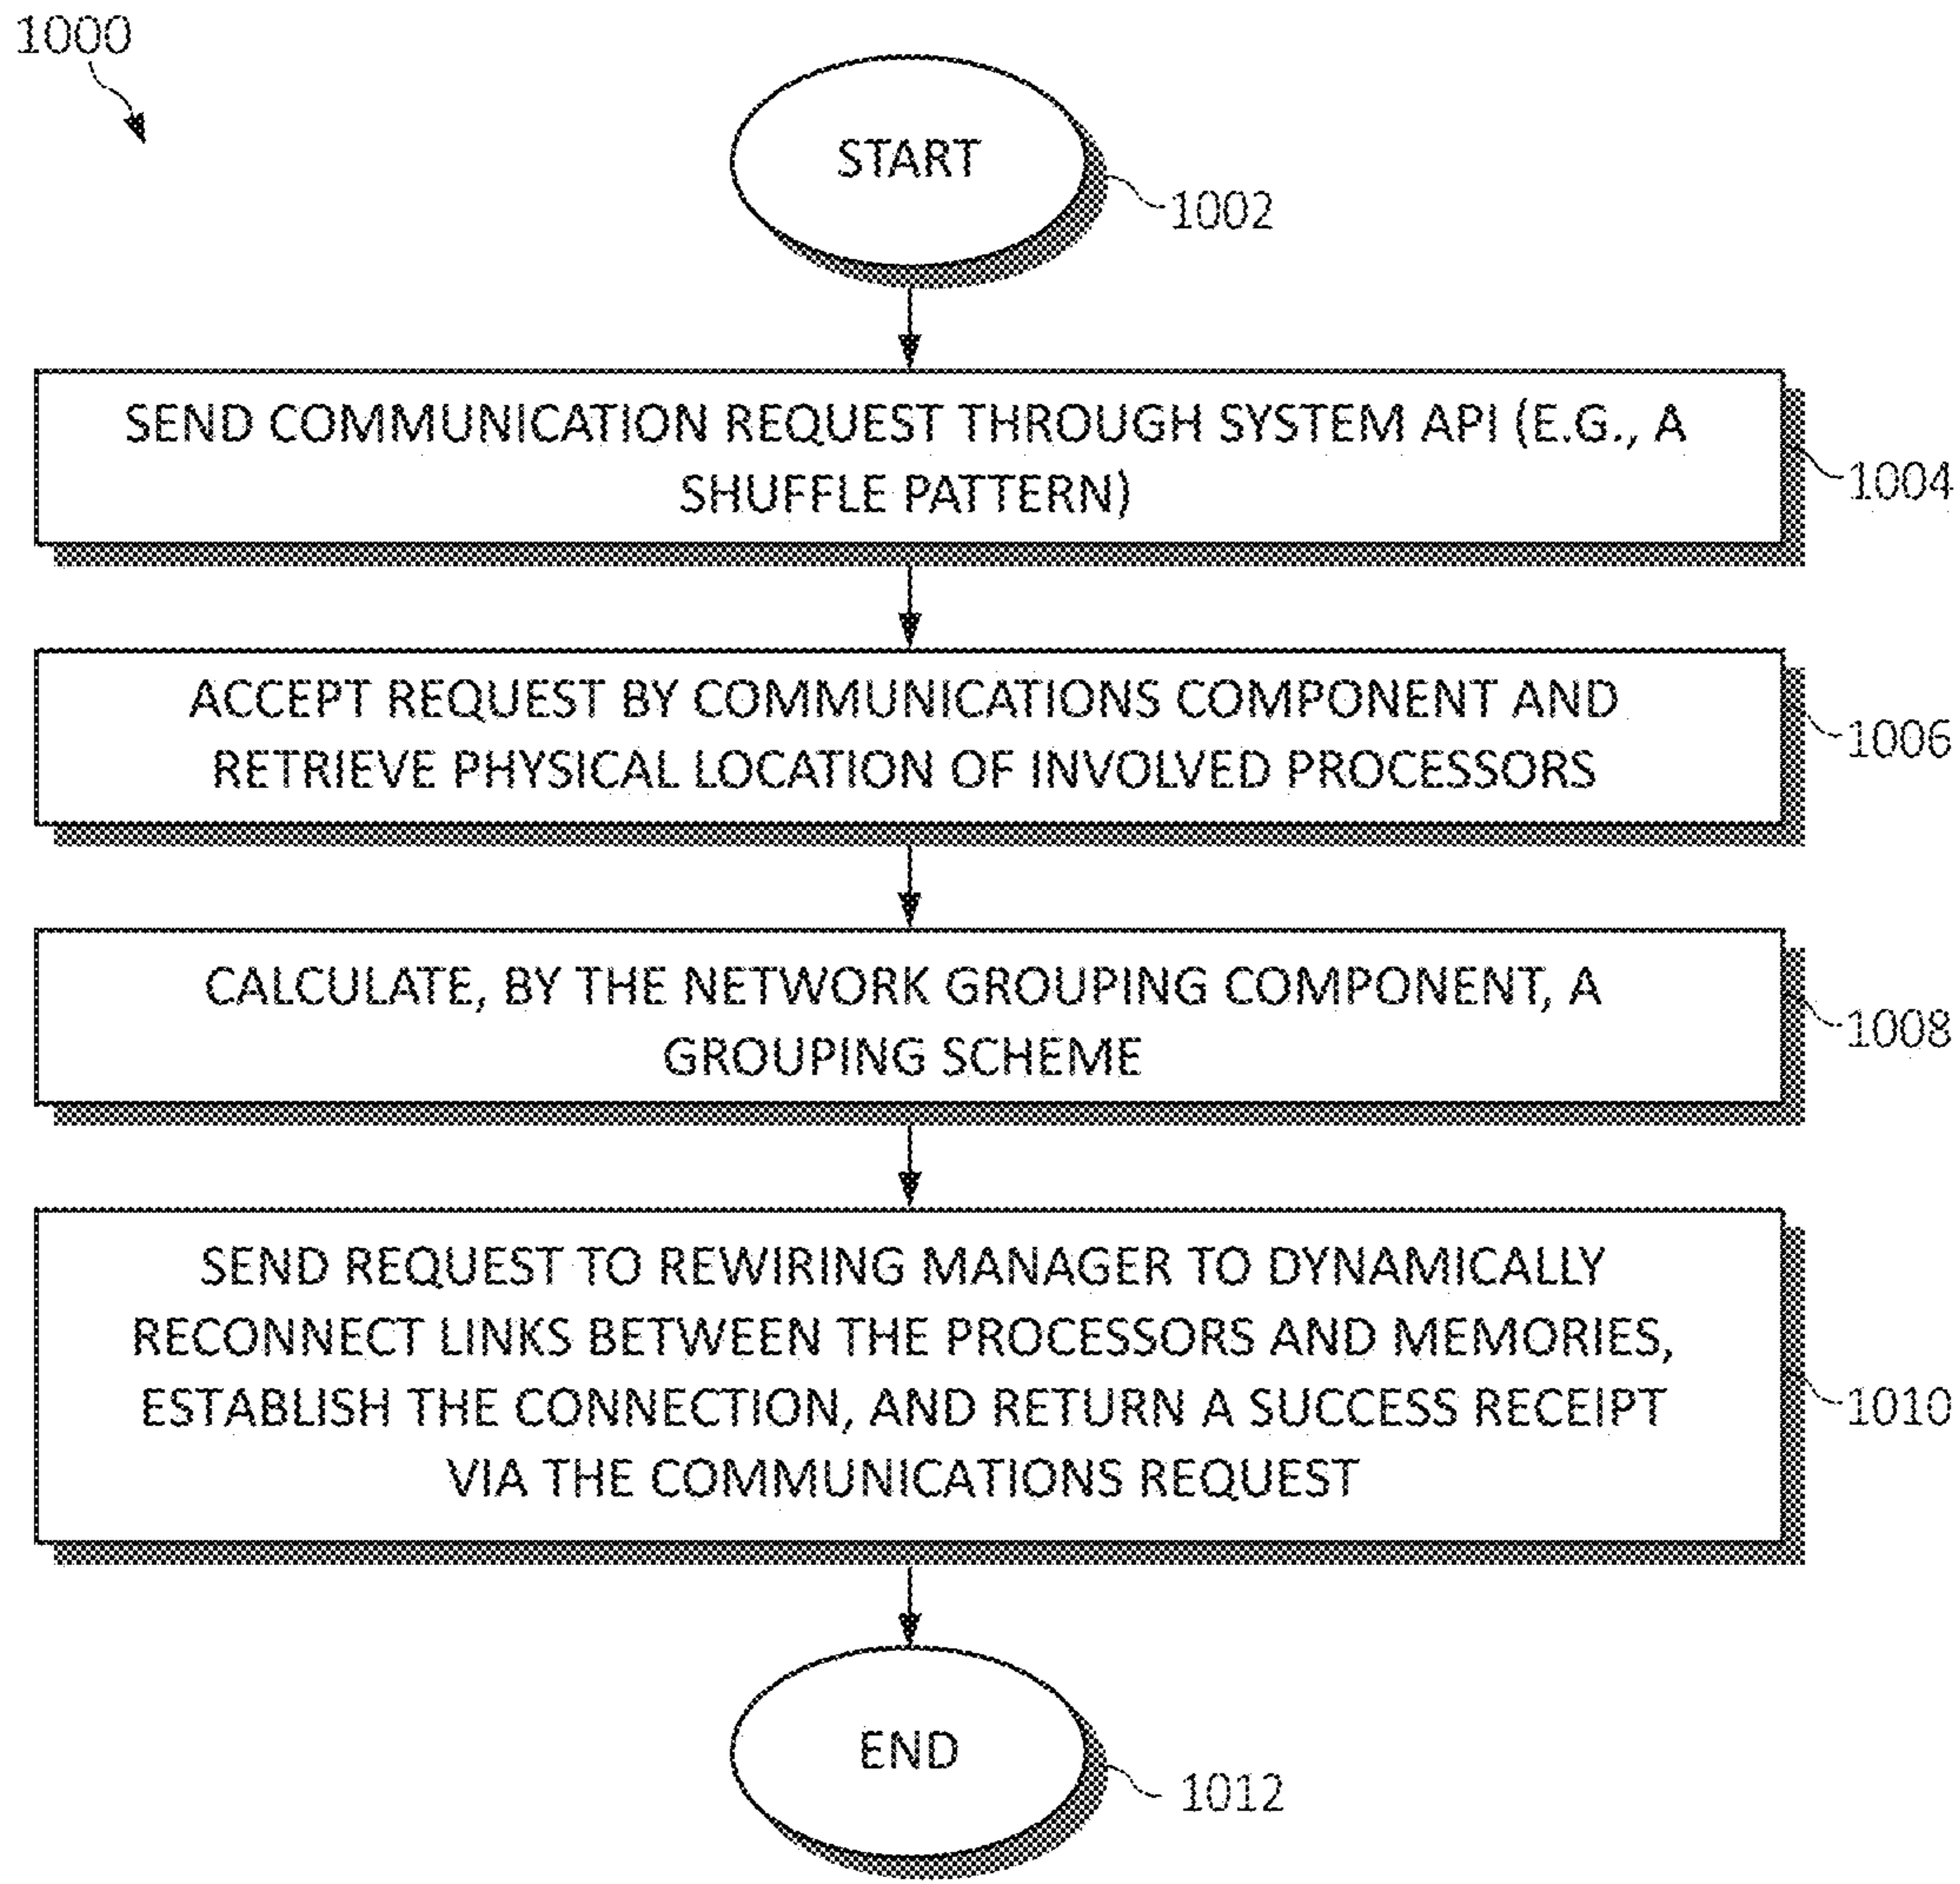 1000
START
1002
SEND COMMUNICATION REQUEST THROUGH SYSTEM API (E.G., A
SHUFFLE PATTERN)
1004
ACCEPT REQUEST BY COMMUNICATIONS COMPONENT AND
RETRIEVE PHYSICAL LOCATION OF INVOLVED PROCESSORS
1006
CALCULATE, BY THE NETWORK GROUPING COMPONENT, A
GROUPING SCHEME
1008
SEND REQUEST TO REWIRING MANAGER TO DYNAMICALLY
RECONNECT LINKS BETWEEN THE PROCESSORS AND MEMORIES,
ESTABLISH THE CONNECTION, AND RETURN A SUCCESS RECEIPT
VIA THE COMMUNICATIONS REQUEST
1010
END
1012